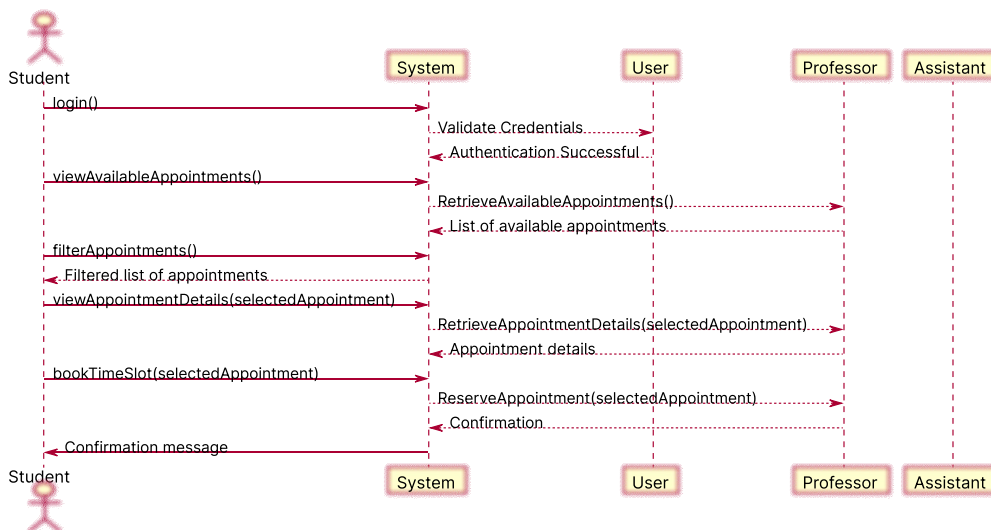 Student
System
User
Professor
Assistant
login()
Validate Credentials
Authentication Successful
viewAvailableAppointments()
RetrieveAvailableAppointments()
List of available appointments
filterAppointments()
Filtered list of appointments
viewAppointmentDetails(selectedAppointment)
RetrieveAppointmentDetails(selectedAppointment)
Appointment details
bookTimeSlot(selectedAppointment)
ReserveAppointment(selectedAppointment)
Confirmation
Confirmation message
Student
System
User
Professor
Assistant